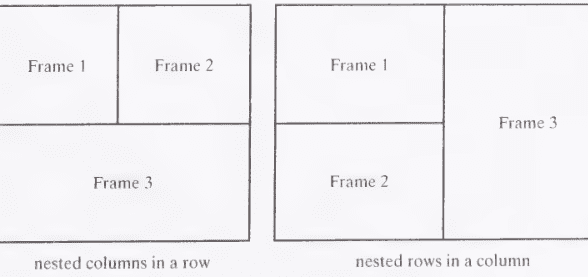 Frame 1
Frame 2
Frame 3
nested columns in a row
Frame 1
Frame 2
Frame 3
nested rows in a column